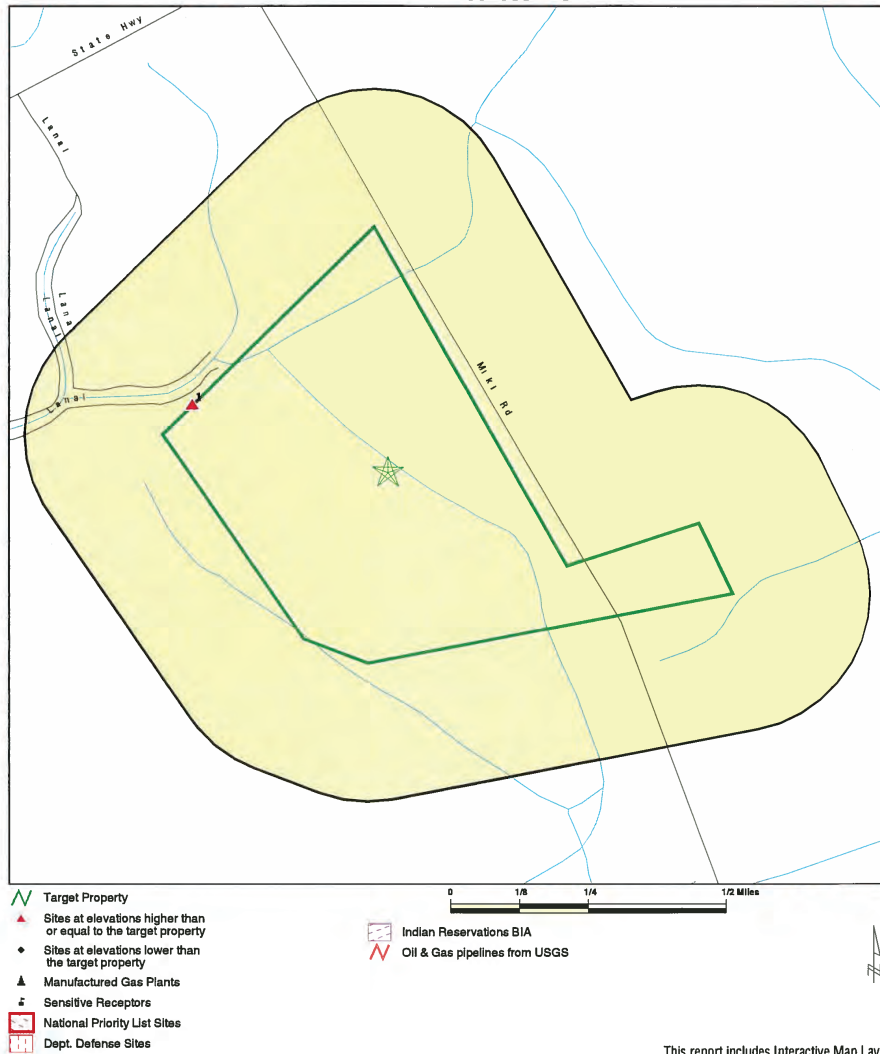 State Hwy
Lanai
Lanai
Lanai
Lanai
1
Miki Rd
0 1/8 1/4 1/2 Miles
Target Property
Sites at elevations higher than
or equal to the target property
Sites at elevations lower than
the target property
Manufactured Gas Plants
Sensitive Receptors
National Priority List Sites
Dept. Defense Sites
Indian Reservations BIA
Oil & Gas pipelines from USGS
This report includes Interactive Map Lay